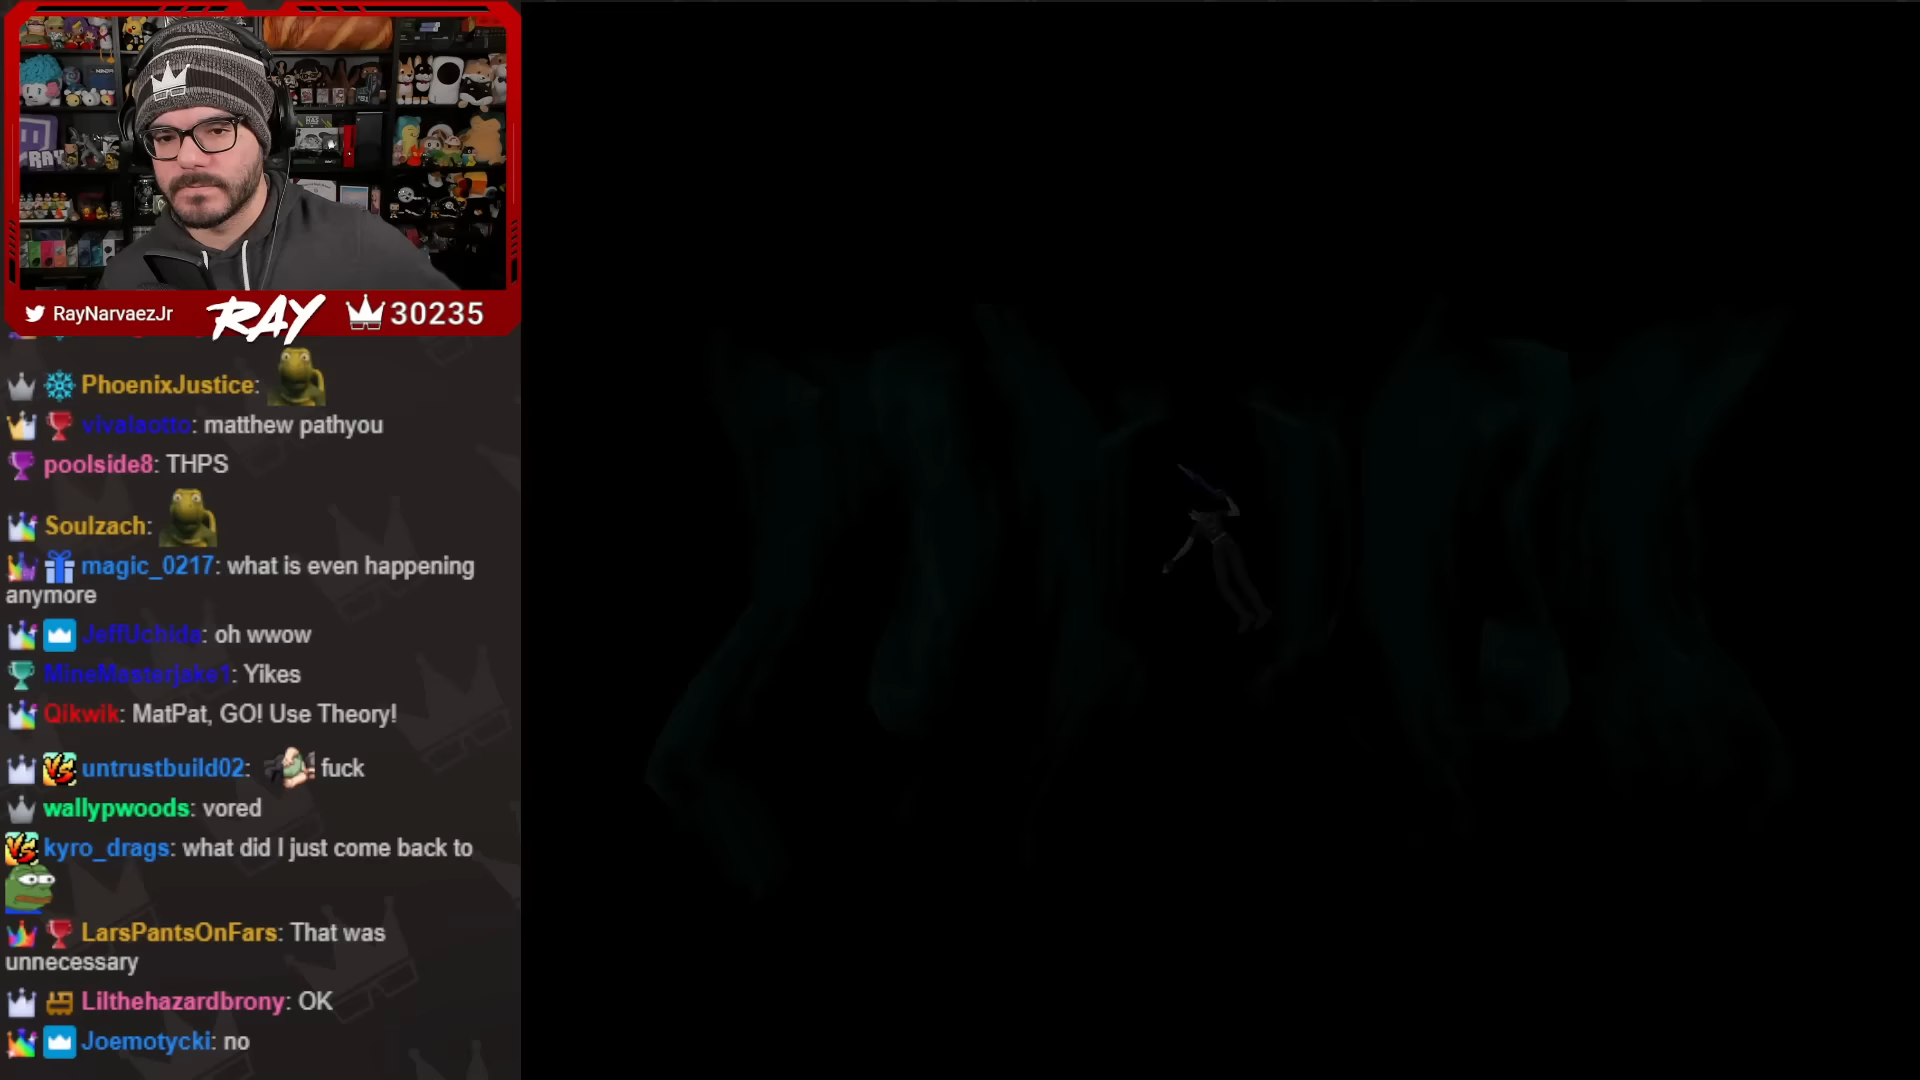 RayNarvaezJr RAY 30235
PhoenixJustice:
vivalaotto: matthew pathyou
poolside8: THPS
Soulzach:
magic_0217: what is even happening
anymore
JeffUchida: oh wwow
MineMasterjake1: Yikes
Qikwik: MatPat, GO! Use Theory!
untrustbuild02: fuck
wallypwoods: vored
kyro_drags: what did I just come back to
LarsPantsOnFars: That was
unnecessary
Lilthehazardbrony: OK
Joemotycki: no